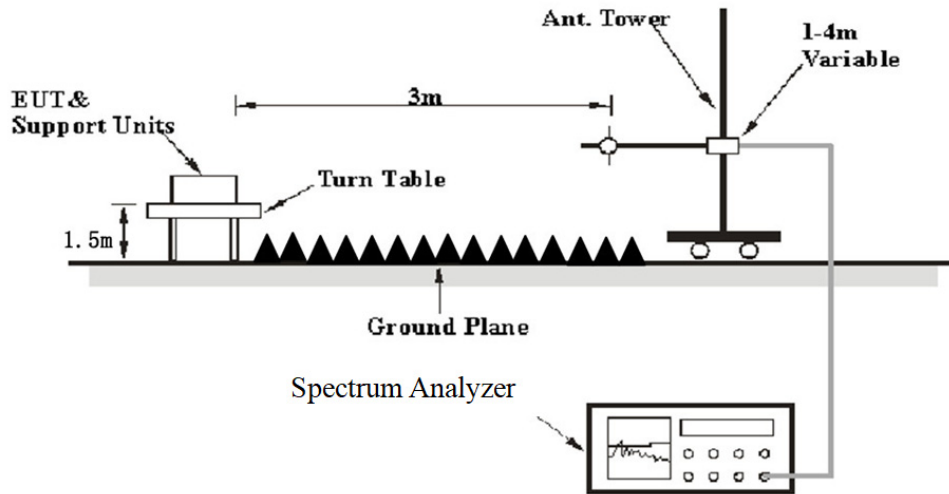 Ant. Tower
1-4m
Variable
3m
EUT&
Support Units
Turn Table
1.5m
Ground Plane
Spectrum Analyzer